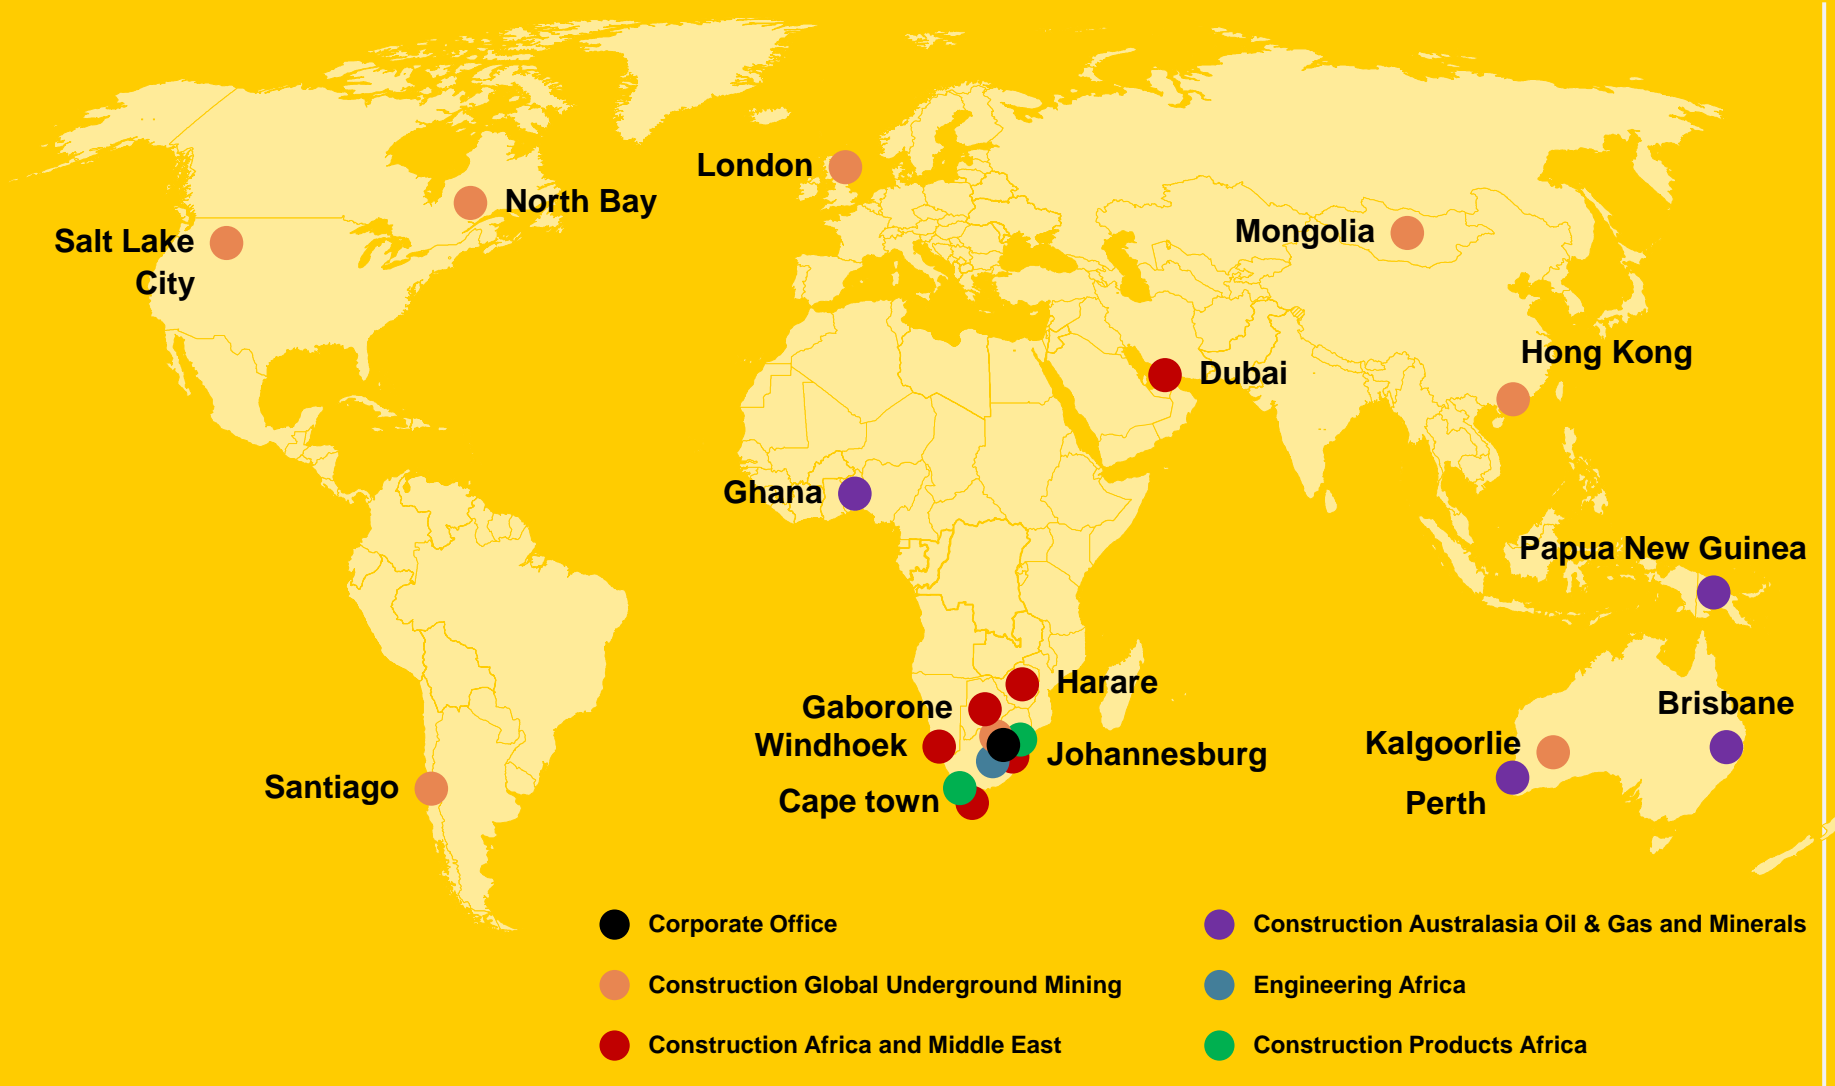 London
North Bay
Mongolia
Salt Lake
City
Hong Kong
Dubai
Ghana
Papua New Guinea
Harare
Gaborone
Brisbane
Windhoek
Johannesburg
Kalgoorlie
Santiago
Cape town
Perth
Corporate Office
Construction Global Underground Mining
Construction Africa and Middle East
Construction Australasia Oil & Gas and Minerals
Engineering Africa
Construction Products Africa